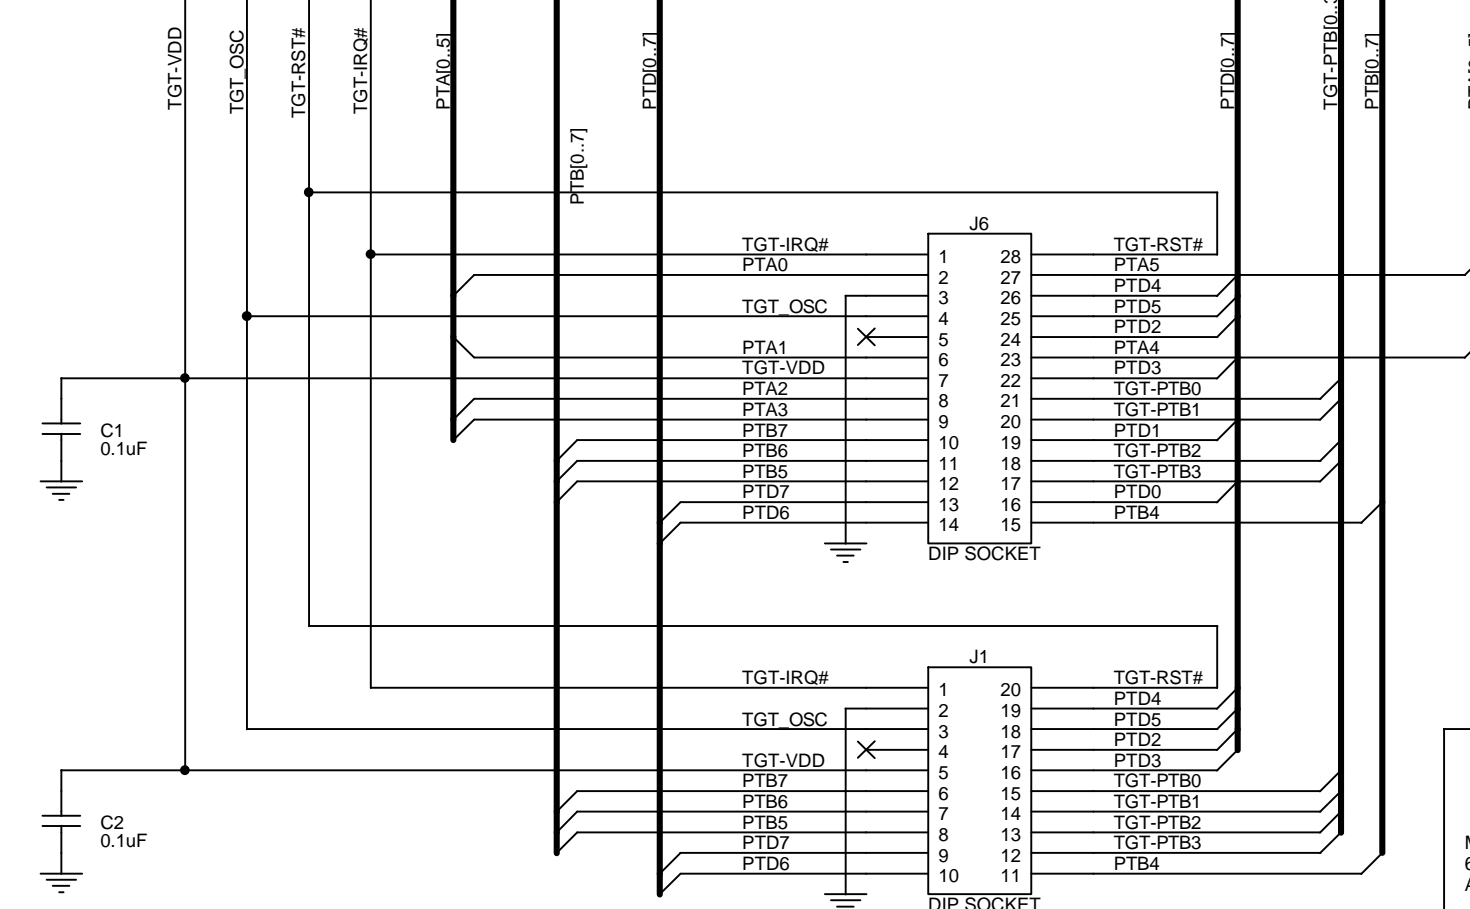 TGT-VDD
TGT_OSC
TGT-RST#
TGT-IRQ#
PTA[0..5]
PTB[0..7]
PTD[0..7]
PTD[0..7]
PTB[0..7]
J6
TGT-IRQ# 1 28 TGT-RST#
PTA0 2 27 PTA5
3 26 PTD4
TGT_OSC 4 25 PTD5
5 24 PTD2
PTA1 6 23 PTA4
TGT-VDD 7 22 PTD3
PTA2 8 21 TGT-PTB0
PTA3 9 20 TGT-PTB1
PTB7 10 19 PTD1
PTB6 11 18 TGT-PTB2
PTB5 12 17 TGT-PTB3
PTD7 13 16 PTD0
PTD6 14 15 PTB4
DIP SOCKET
C1
0.1uF
J1
TGT-IRQ# 1 20 TGT-RST#
2 19 PTD4
TGT_OSC 3 18 PTD5
4 17 PTD2
TGT-VDD 5 16 PTD3
PTB7 6 15 TGT-PTB0
PTB6 7 14 TGT-PTB1
PTB5 8 13 TGT-PTB2
PTD7 9 12 TGT-PTB3
PTD6 10 11 PTB4
DIP SOCKET
C2
0.1uF